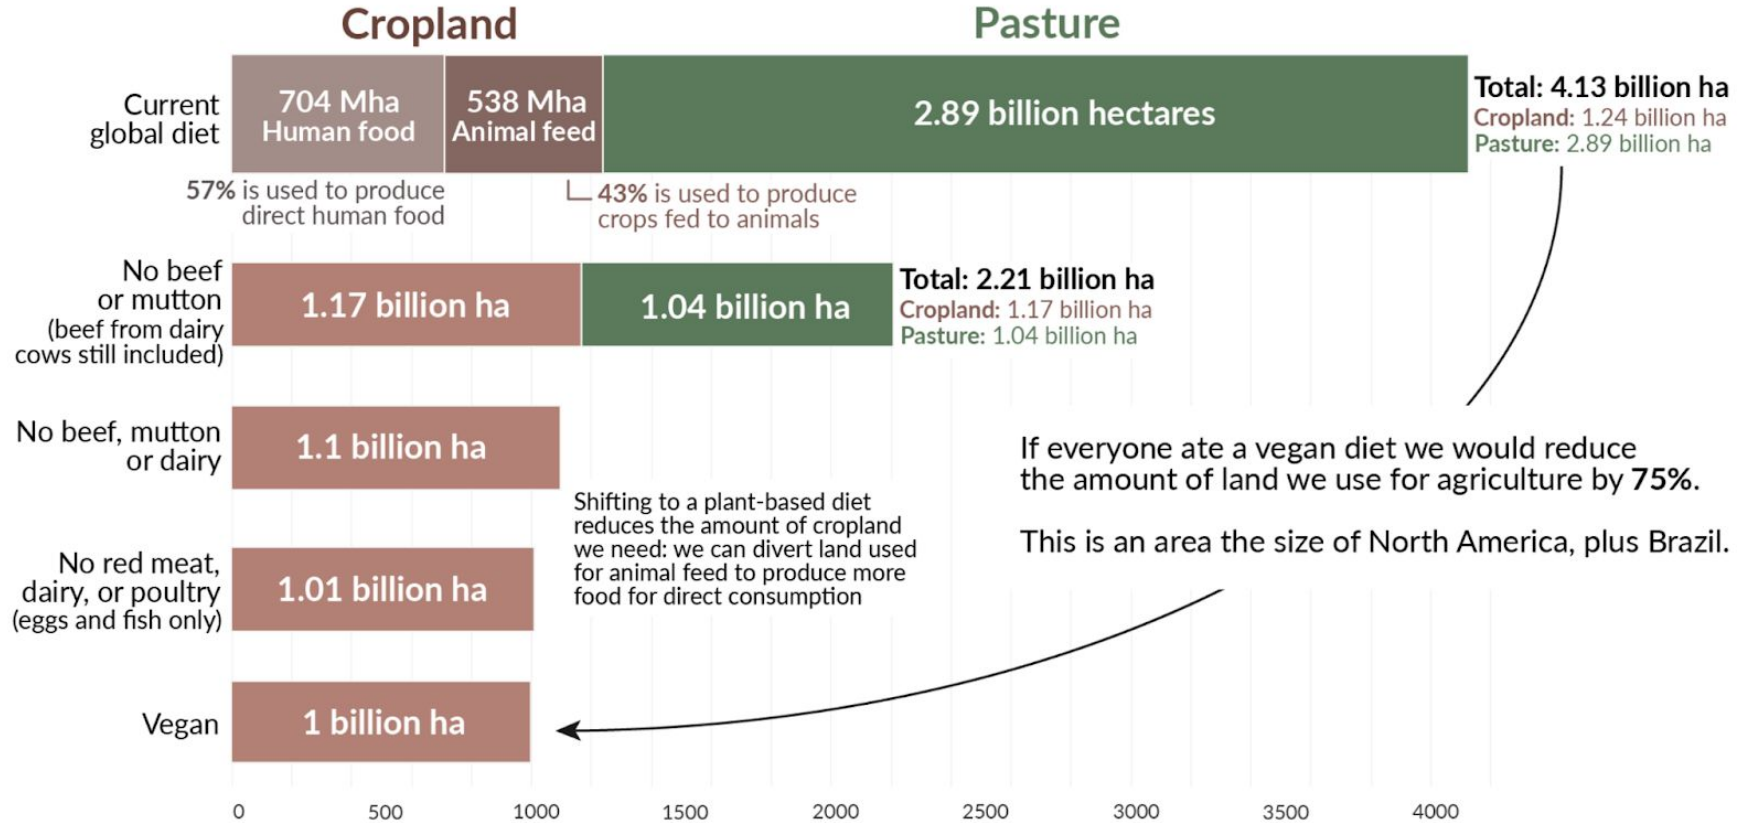 Cropland
Pasture
Current
global diet
704 Mha
Human food
538 Mha
Animal feed
2.89 billion hectares
Total: 4.13 billion ha
Cropland: 1.24 billion ha
Pasture: 2.89 billion ha
57% is used to produce
direct human food
43% is used to produce
crops fed to animals
No beef
or mutton
(beef from dairy
cows still included)
1.17 billion ha
1.04 billion ha
Total: 2.21 billion ha
Cropland: 1.17 billion ha
Pasture: 1.04 billion ha
No beef, mutton
or dairy
1.1 billion ha
If everyone ate a vegan diet we would reduce
the amount of land we use for agriculture by 75%.
This is an area the size of North America, plus Brazil.
Shifting to a plant-based diet
reduces the amount of cropland
we need: we can divert land used
for animal feed to produce more
food for direct consumption
No red meat,
dairy, or poultry
(eggs and fish only)
1.01 billion ha
Vegan
1 billion ha
0 500 1000 1500 2000 2500 3000 3500 4000